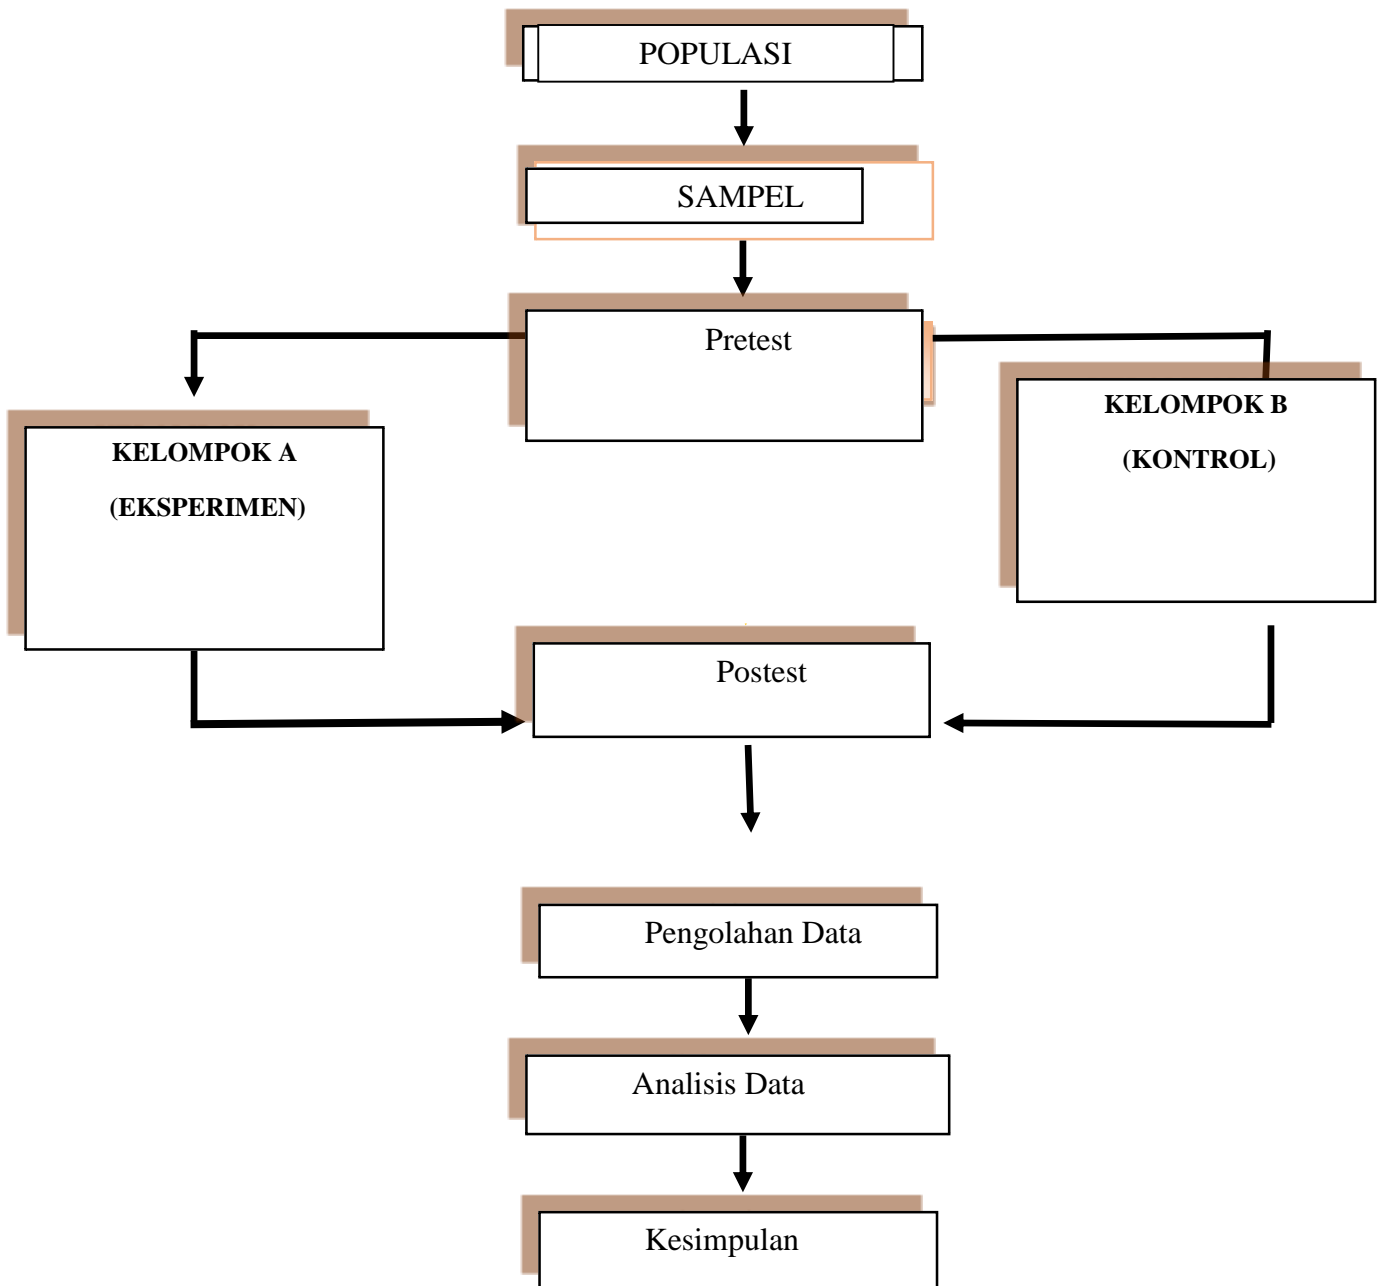 POPULASI
SAMPEL
Pretest
KELOMPOK A
(EKSPERIMEN)
KELOMPOK B
(KONTROL)
Postest
Pengolahan Data
Analisis Data
Kesimpulan